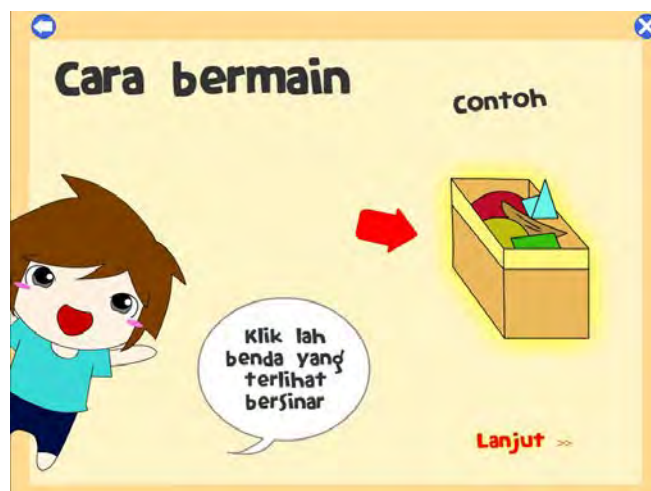 Cara bermain
Contoh
Klik lah
benda yang
terlihat
bersinar
Lanjut >>